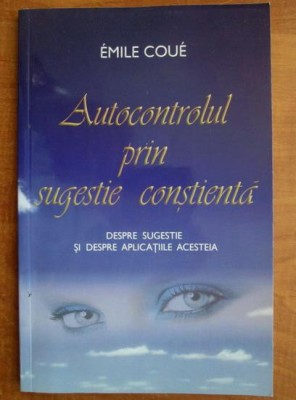 ÉMILE COUÉ
Autocontrolul
prin
sugestie conștientă
DESPRE SUGESTIE
ȘI DESPRE APLICAȚIILE ACESTEIA